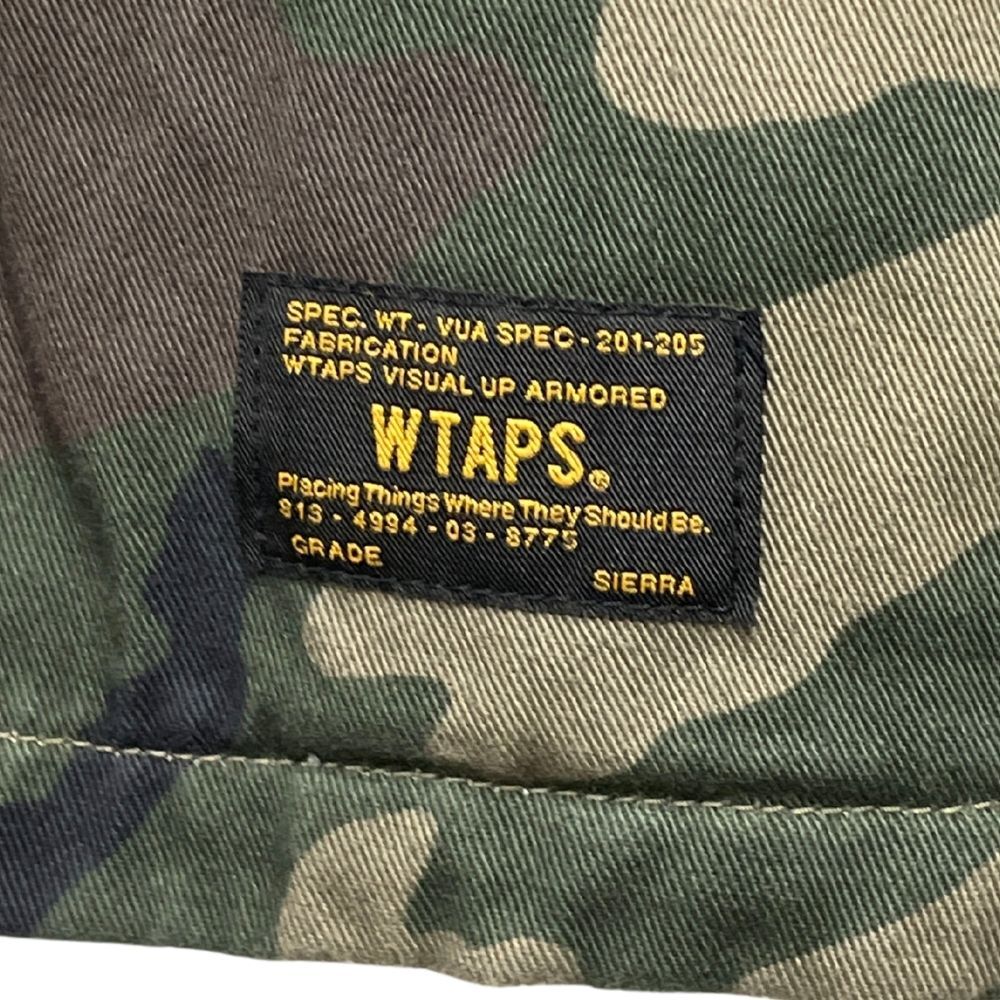 SPEC. WT - VUA SPEC - 201-205
FABRICATION
WTAPS VISUAL UP ARMORED
WTAPS®
Placing Things Where They Should Be.
913 - 4994 - 03 - 8775
GRADE
SIERRA